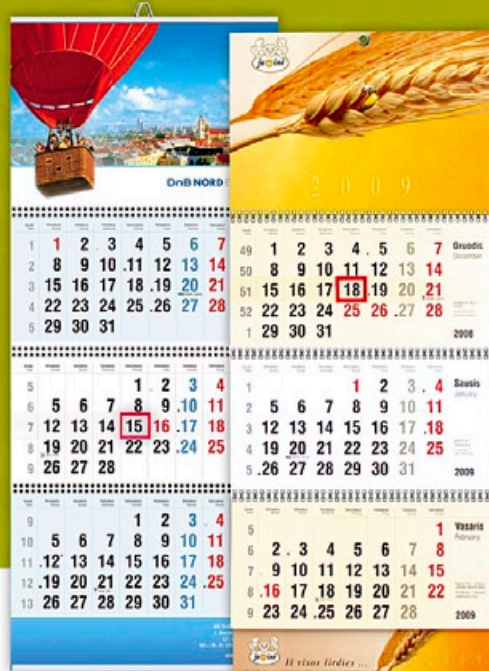 DnB NORD
1 1 2 3 4 5 6 7
2 8 9 10 11 12 13 14
3 15 16 17 18 19 20 21
4 22 23 24 25 26 27 28
5 29 30 31
5 1 2 3 4
6 5 6 7 8 9 10 11
7 12 13 14 15 16 17 18
8 19 20 21 22 23 24 25
9 26 27 28
9 1 2 3 4
10 5 6 7 8 9 10 11
11 12 13 14 15 16 17 18
12 19 20 21 22 23 24 25
13 26 27 28 29 30 31
2009
49 1 2 3 4 5 6 7 Gruodis
December
50 8 9 10 11 12 13 14
51 15 16 17 18 19 20 21
52 22 23 24 25 26 27 28
1 29 30 31 2008
1 1 2 3 4 Sausis
January
2 5 6 7 8 9 10 11
3 12 13 14 15 16 17 18
4 19 20 21 22 23 24 25
5 26 27 28 29 30 31 2009
5 1 Vasaris
February
6 2 3 4 5 6 7 8
7 9 10 11 12 13 14 15
8 16 17 18 19 20 21 22
9 23 24 25 26 27 28 2009
Iš visos širdies ...